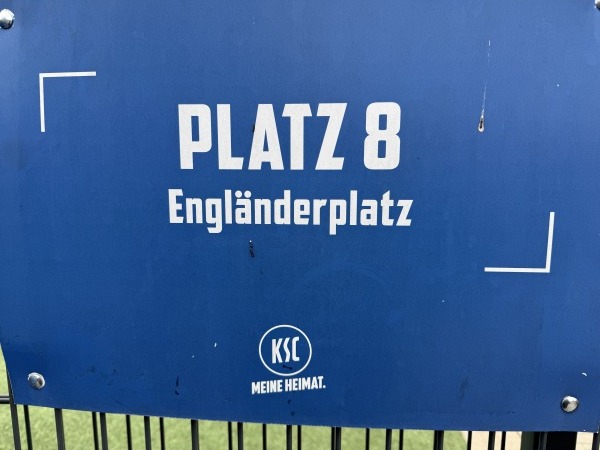 PLATZ 8
Engländerplatz
KSC
MEINE HEIMAT.